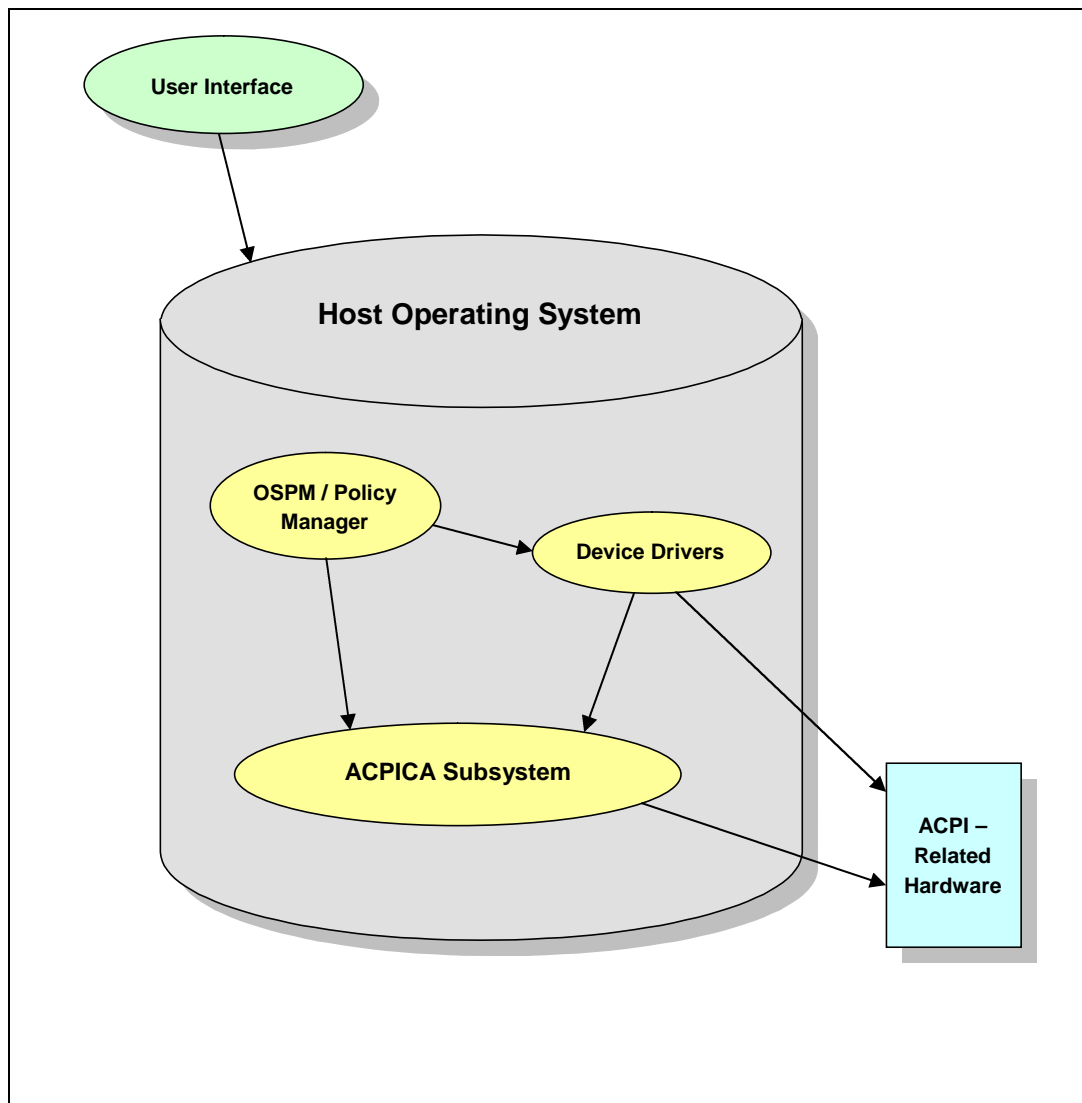 User Interface
Host Operating System
OSPM / Policy
Manager
Device Drivers
ACPICA Subsystem
ACPI –
Related
Hardware